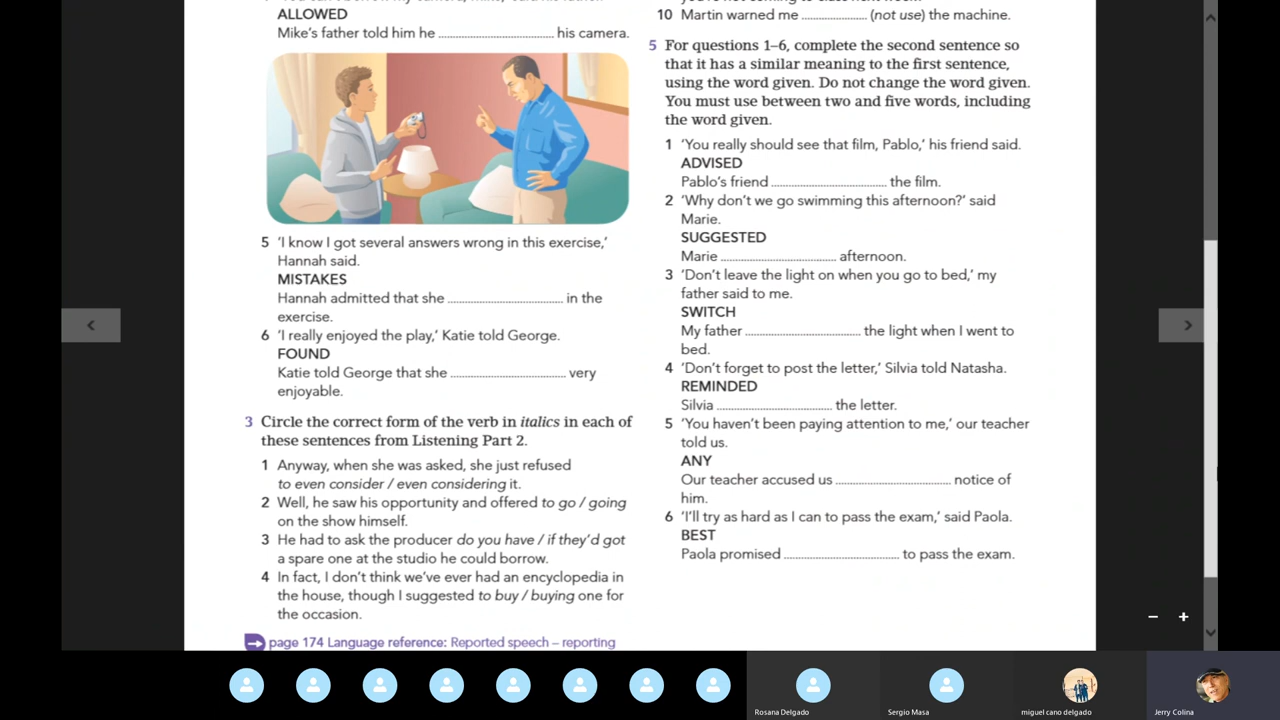 ALLOWED
Mike's father told him he ................................ his camera.
5 'I know I got several answers wrong in this exercise,'
Hannah said.
MISTAKES
Hannah admitted that she ................................ in the
exercise.
6 'I really enjoyed the play,' Katie told George.
FOUND
Katie told George that she ................................ very
enjoyable.
3 Circle the correct form of the verb in italics in each of
these sentences from Listening Part 2.
1 Anyway, when she was asked, she just refused
to even consider / even considering it.
2 Well, he saw his opportunity and offered to go / going
on the show himself.
3 He had to ask the producer do you have / if they'd got
a spare one at the studio he could borrow.
4 In fact, I don't think we've ever had an encyclopedia in
the house, though I suggested to buy / buying one for
the occasion.
page 174 Language reference: Reported speech – reporting
10 Martin warned me .................. (not use) the machine.
5 For questions 1–6, complete the second sentence so
that it has a similar meaning to the first sentence,
using the word given. Do not change the word given.
You must use between two and five words, including
the word given.
1 'You really should see that film, Pablo,' his friend said.
ADVISED
Pablo's friend ................................ the film.
2 'Why don't we go swimming this afternoon?' said
Marie.
SUGGESTED
Marie ................................ afternoon.
3 'Don't leave the light on when you go to bed,' my
father said to me.
SWITCH
My father ................................ the light when I went to
bed.
4 'Don't forget to post the letter,' Silvia told Natasha.
REMINDED
Silvia ................................ the letter.
5 'You haven't been paying attention to me,' our teacher
told us.
ANY
Our teacher accused us ................................ notice of
him.
6 'I'll try as hard as I can to pass the exam,' said Paola.
BEST
Paola promised ................................ to pass the exam.
Rosana Delgado
Sergio Masa
miguel cano delgado
Jerry Colina